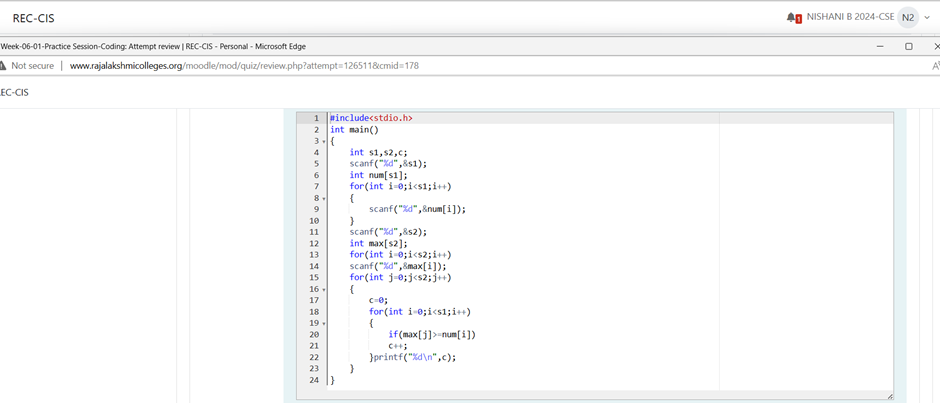 REC-CIS
1
NISHANI B 2024-CSE
N2
Week-06-01-Practice Session-Coding: Attempt review | REC-CIS - Personal - Microsoft Edge
Not secure | www.rajalakshmicolleges.org/moodle/mod/quiz/review.php?attempt=126511&cmid=178
EC-CIS
1 #include<stdio.h>
2 int main()
3 {
4     int s1,s2,c;
5     scanf("%d",&s1);
6     int num[s1];
7     for(int i=0;i<s1;i++)
8     {
9         scanf("%d",&num[i]);
10     }
11     scanf("%d",&s2);
12     int max[s2];
13     for(int i=0;i<s2;i++)
14     scanf("%d",&max[i]);
15     for(int j=0;j<s2;j++)
16     {
17         c=0;
18         for(int i=0;i<s1;i++)
19         {
20             if(max[j]>=num[i])
21             c++;
22         }printf("%d\n",c);
23     }
24 }